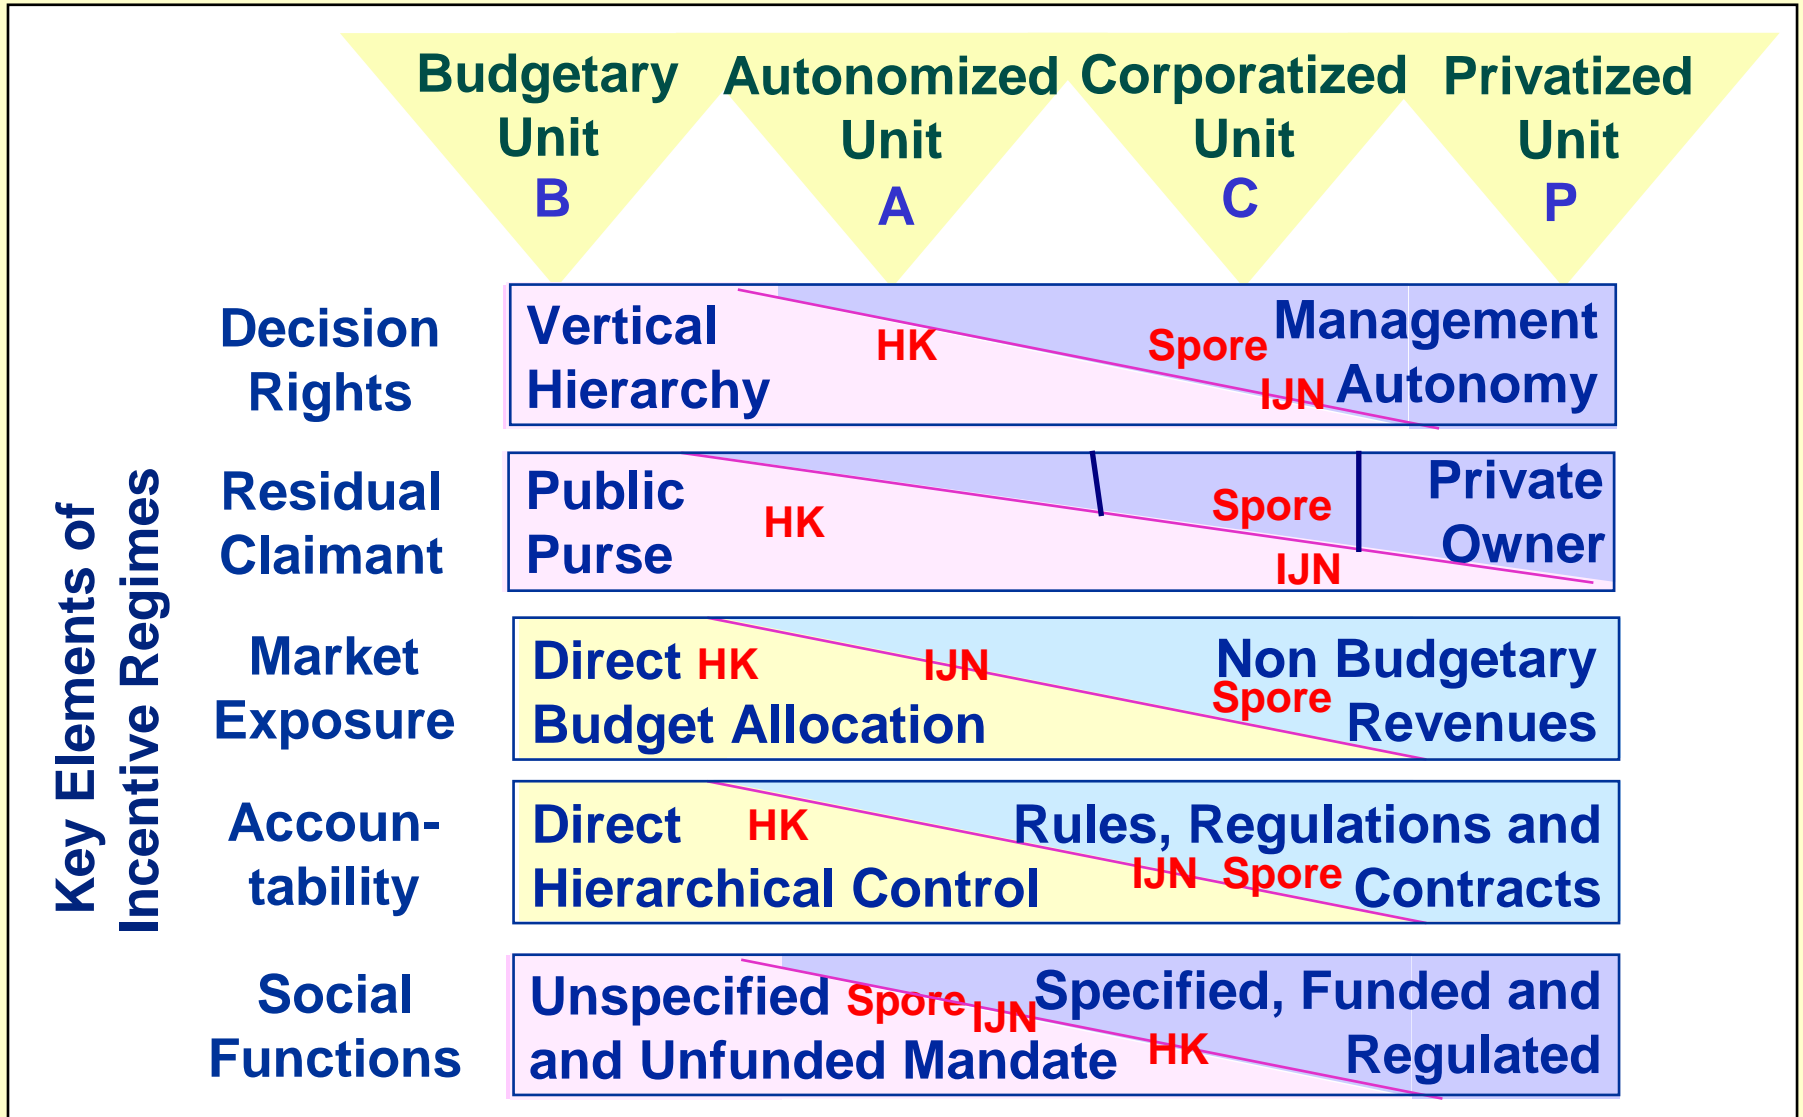 Budgetary
Unit
B
Autonomized
Unit
A
Corporatized
Unit
C
Privatized
Unit
P
Key Elements of
Incentive Regimes
Decision
Rights
Vertical
Hierarchy
HK
Spore
IJN
Management
Autonomy
Residual
Claimant
Public
Purse
HK
Spore
IJN
Private
Owner
Market
Exposure
Direct
Budget Allocation
HK
IJN
Spore
Non Budgetary
Revenues
Accoun-
tability
Direct
Hierarchical Control
HK
IJN
Spore
Rules, Regulations and
Contracts
Social
Functions
Unspecified
and Unfunded Mandate
Spore
IJN
HK
Specified, Funded and
Regulated